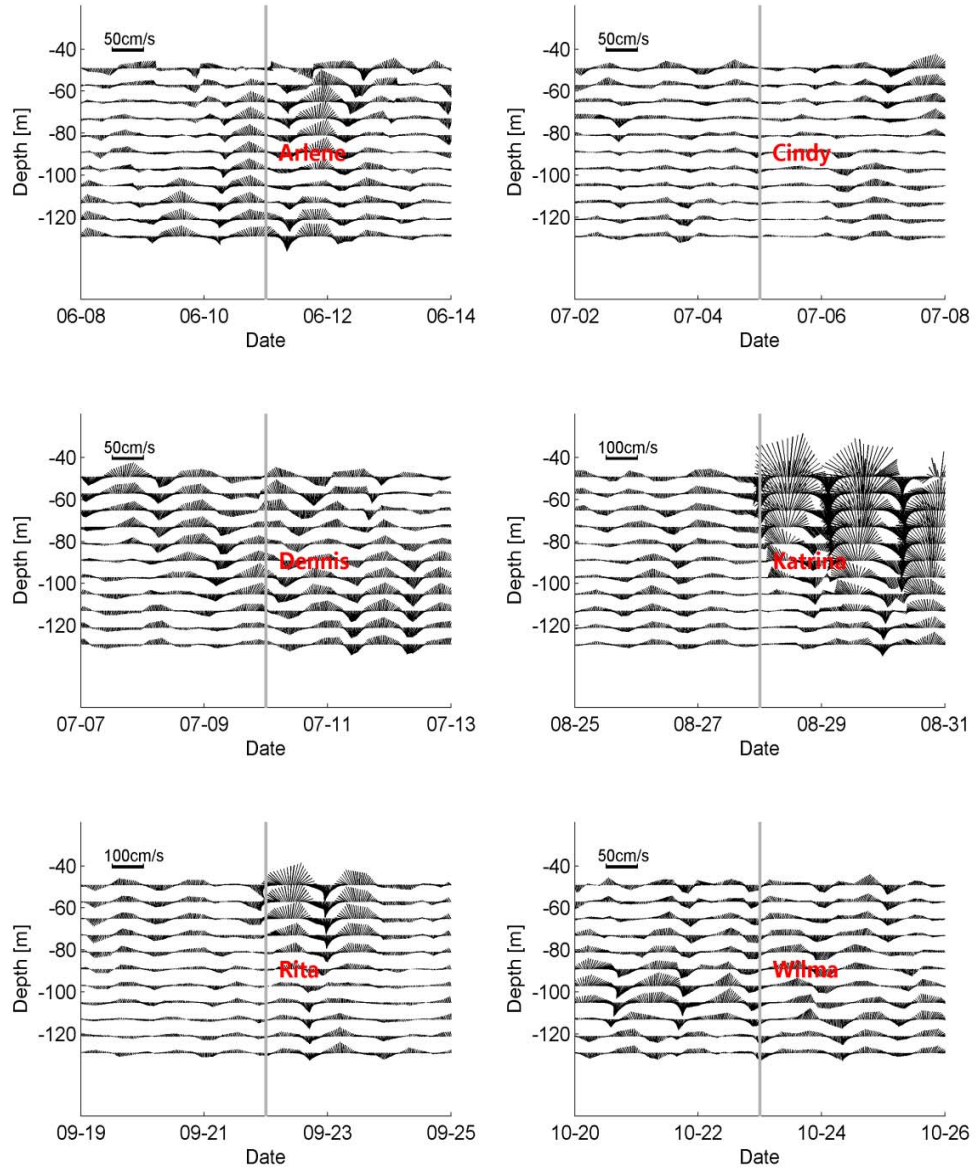 50cm/s
-40
-60
-80
-100
-120
Depth [m]
Arlene
06-08 06-10 06-12 06-14
Date
50cm/s
-40
-60
-80
-100
-120
Depth [m]
Cindy
07-02 07-04 07-06 07-08
Date
50cm/s
-40
-60
-80
-100
-120
Depth [m]
Dennis
07-07 07-09 07-11 07-13
Date
100cm/s
-40
-60
-80
-100
-120
Depth [m]
Katrina
08-25 08-27 08-29 08-31
Date
100cm/s
-40
-60
-80
-100
-120
Depth [m]
Rita
09-19 09-21 09-23 09-25
Date
50cm/s
-40
-60
-80
-100
-120
Depth [m]
Wilma
10-20 10-22 10-24 10-26
Date